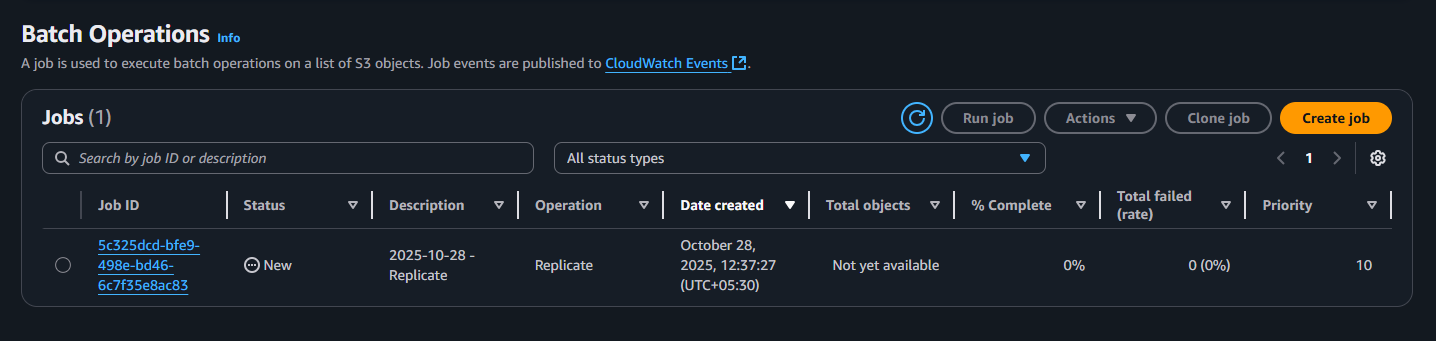 Batch Operations Info
A job is used to execute batch operations on a list of S3 objects. Job events are published to CloudWatch Events.
Jobs (1)
Run job
Actions
Clone job
Create job
Search by job ID or description
All status types
1
Job ID
Status
Description
Operation
Date created
Total objects
% Complete
Total failed
(rate)
Priority
5c325dcd-bfe9-
498e-bd46-
6c7f35e8ac83
New
2025-10-28 -
Replicate
Replicate
October 28,
2025, 12:37:27
(UTC+05:30)
Not yet available
0%
0 (0%)
10